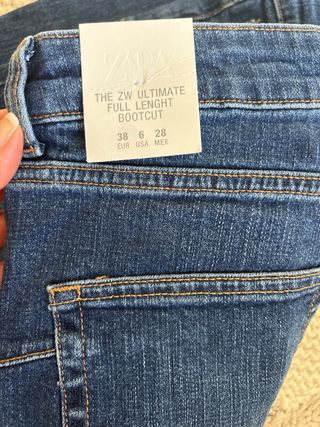 ZARA
THE ZW ULTIMATE
FULL LENGHT
BOOTCUT
38 6 28
EUR USA MEX